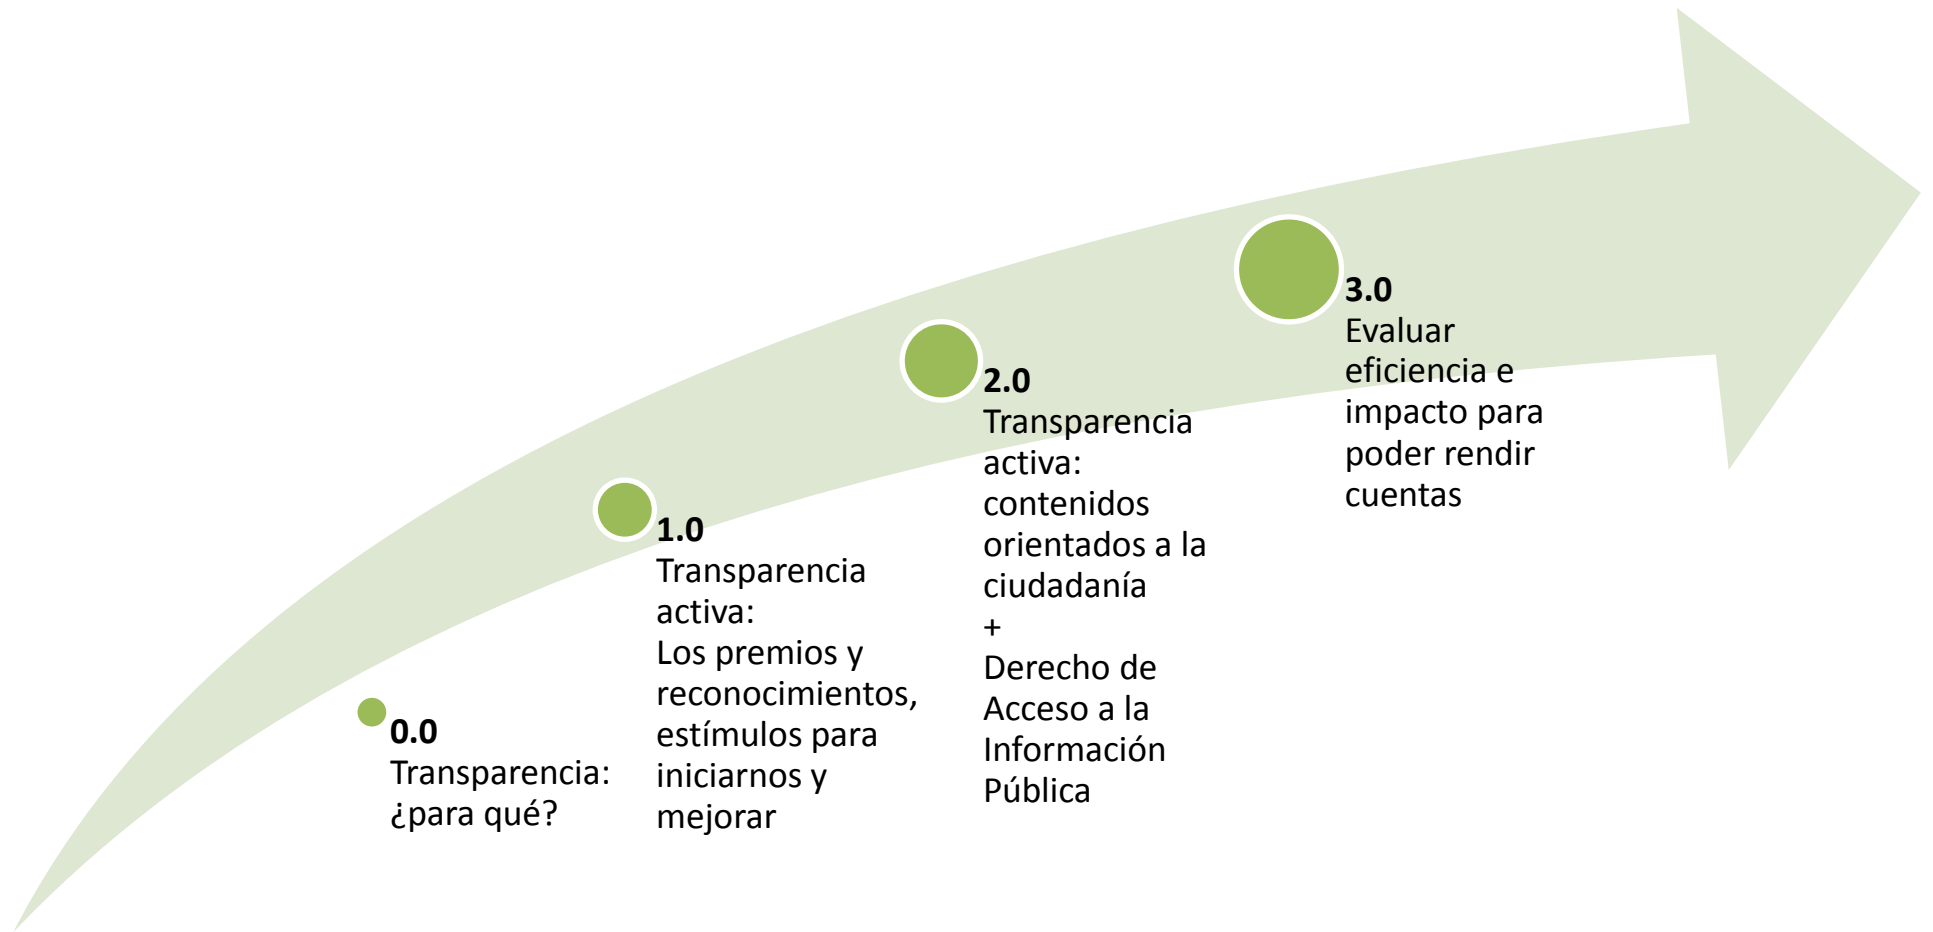 0.0
Transparencia:
¿para qué?
1.0
Transparencia
activa:
Los premios y
reconocimientos,
estímulos para
iniciarnos y
mejorar
2.0
Transparencia
activa:
contenidos
orientados a la
ciudadanía
+
Derecho de
Acceso a la
Información
Pública
3.0
Evaluar
eficiencia e
impacto para
poder rendir
cuentas